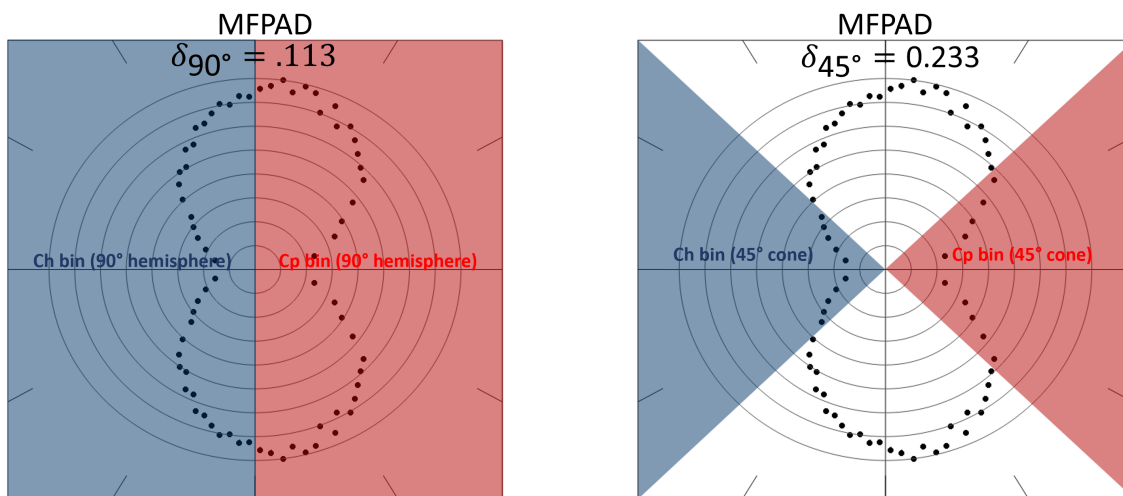 MFPAD
δ90° = .113
Ch bin (90° hemisphere)
Cp bin (90° hemisphere)
MFPAD
δ45° = 0.233
Ch bin (45° cone)
Cp bin (45° cone)